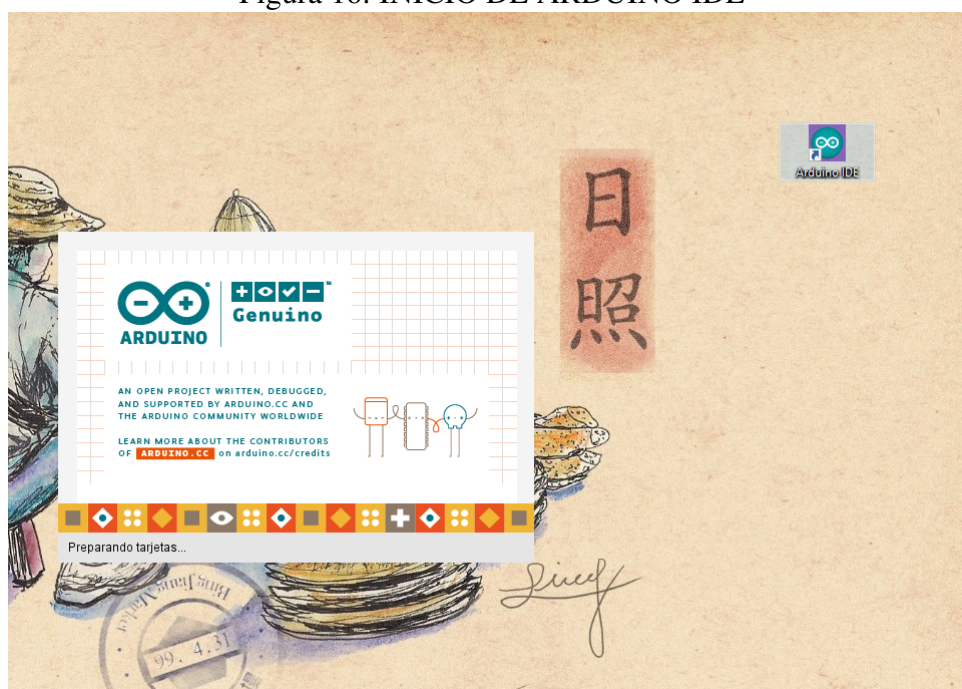 Figura 10. INICIO DE ARDUINO IDE
Arduino IDE
日
照
ARDUINO
Genuino
AN OPEN PROJECT WRITTEN, DEBUGGED,
AND SUPPORTED BY ARDUINO.CC AND
THE ARDUINO COMMUNITY WORLDWIDE
LEARN MORE ABOUT THE CONTRIBUTORS
OF ARDUINO.CC on arduino.cc/credits
Preparando tarjetas...
99. 4.31